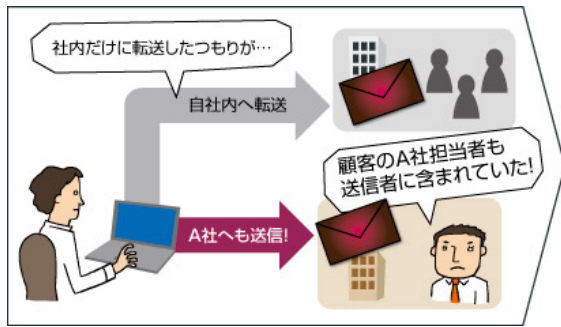 社内だけに転送したつもりが…
自社内へ転送
顧客のA社担当者も
送信者に含まれていた!
A社へも送信!